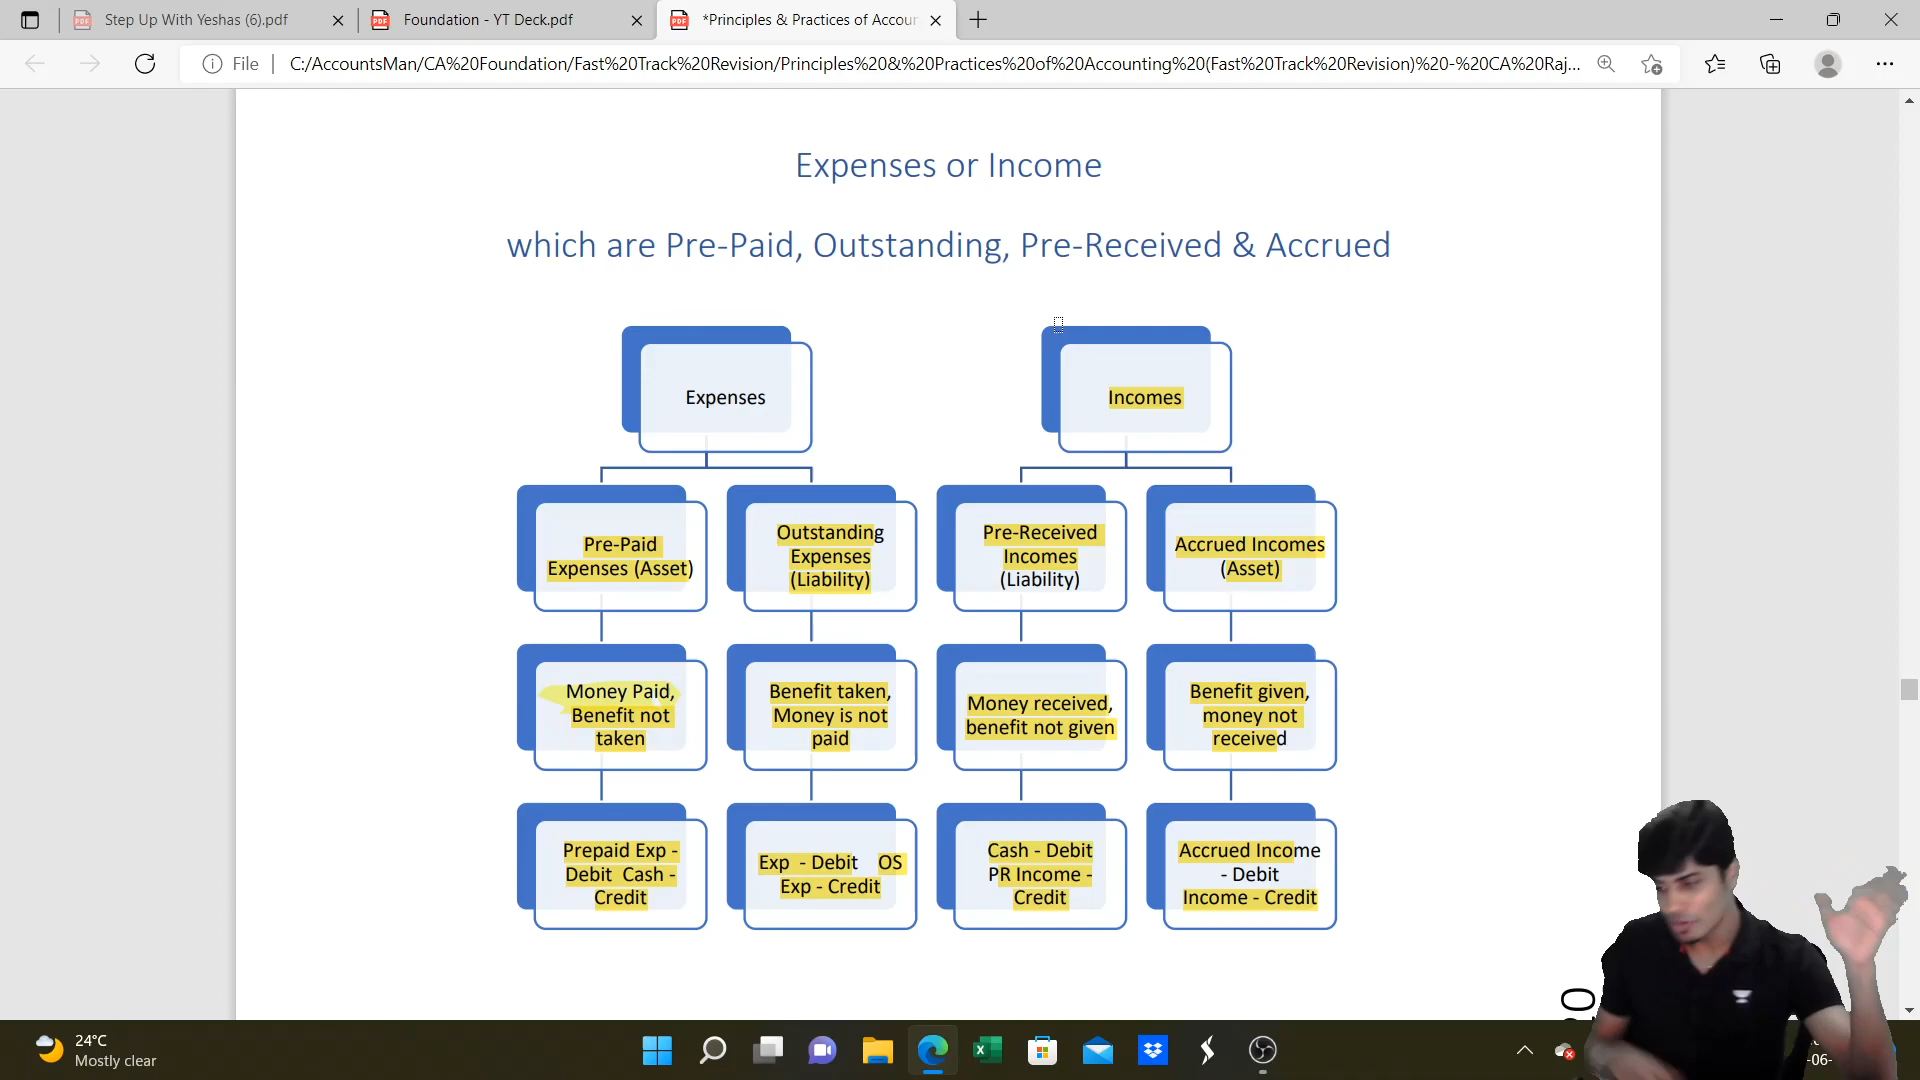 Step Up With Yeshas (6).pdf
Foundation - YT Deck.pdf
*Principles & Practices of Accour
File
C:/AccountsMan/CA%20Foundation/Fast%20Track%20Revision/Principles%20&%20Practices%20of%20Accounting%20(Fast%20Track%20Revision)%20-%20CA%20Raj...
Expenses or Income
which are Pre-Paid, Outstanding, Pre-Received & Accrued
Expenses
Incomes
Pre-Paid
Expenses (Asset)
Outstanding
Expenses
(Liability)
Pre-Received
Incomes
(Liability)
Accrued Incomes
(Asset)
Money Paid,
Benefit not
taken
Benefit taken,
Money is not
paid
Money received,
benefit not given
Benefit given,
money not
received
Prepaid Exp -
Debit Cash -
Credit
Exp - Debit OS
Exp - Credit
Cash - Debit
PR Income -
Credit
Accrued Income
- Debit
Income - Credit
24°C
Mostly clear
-06-